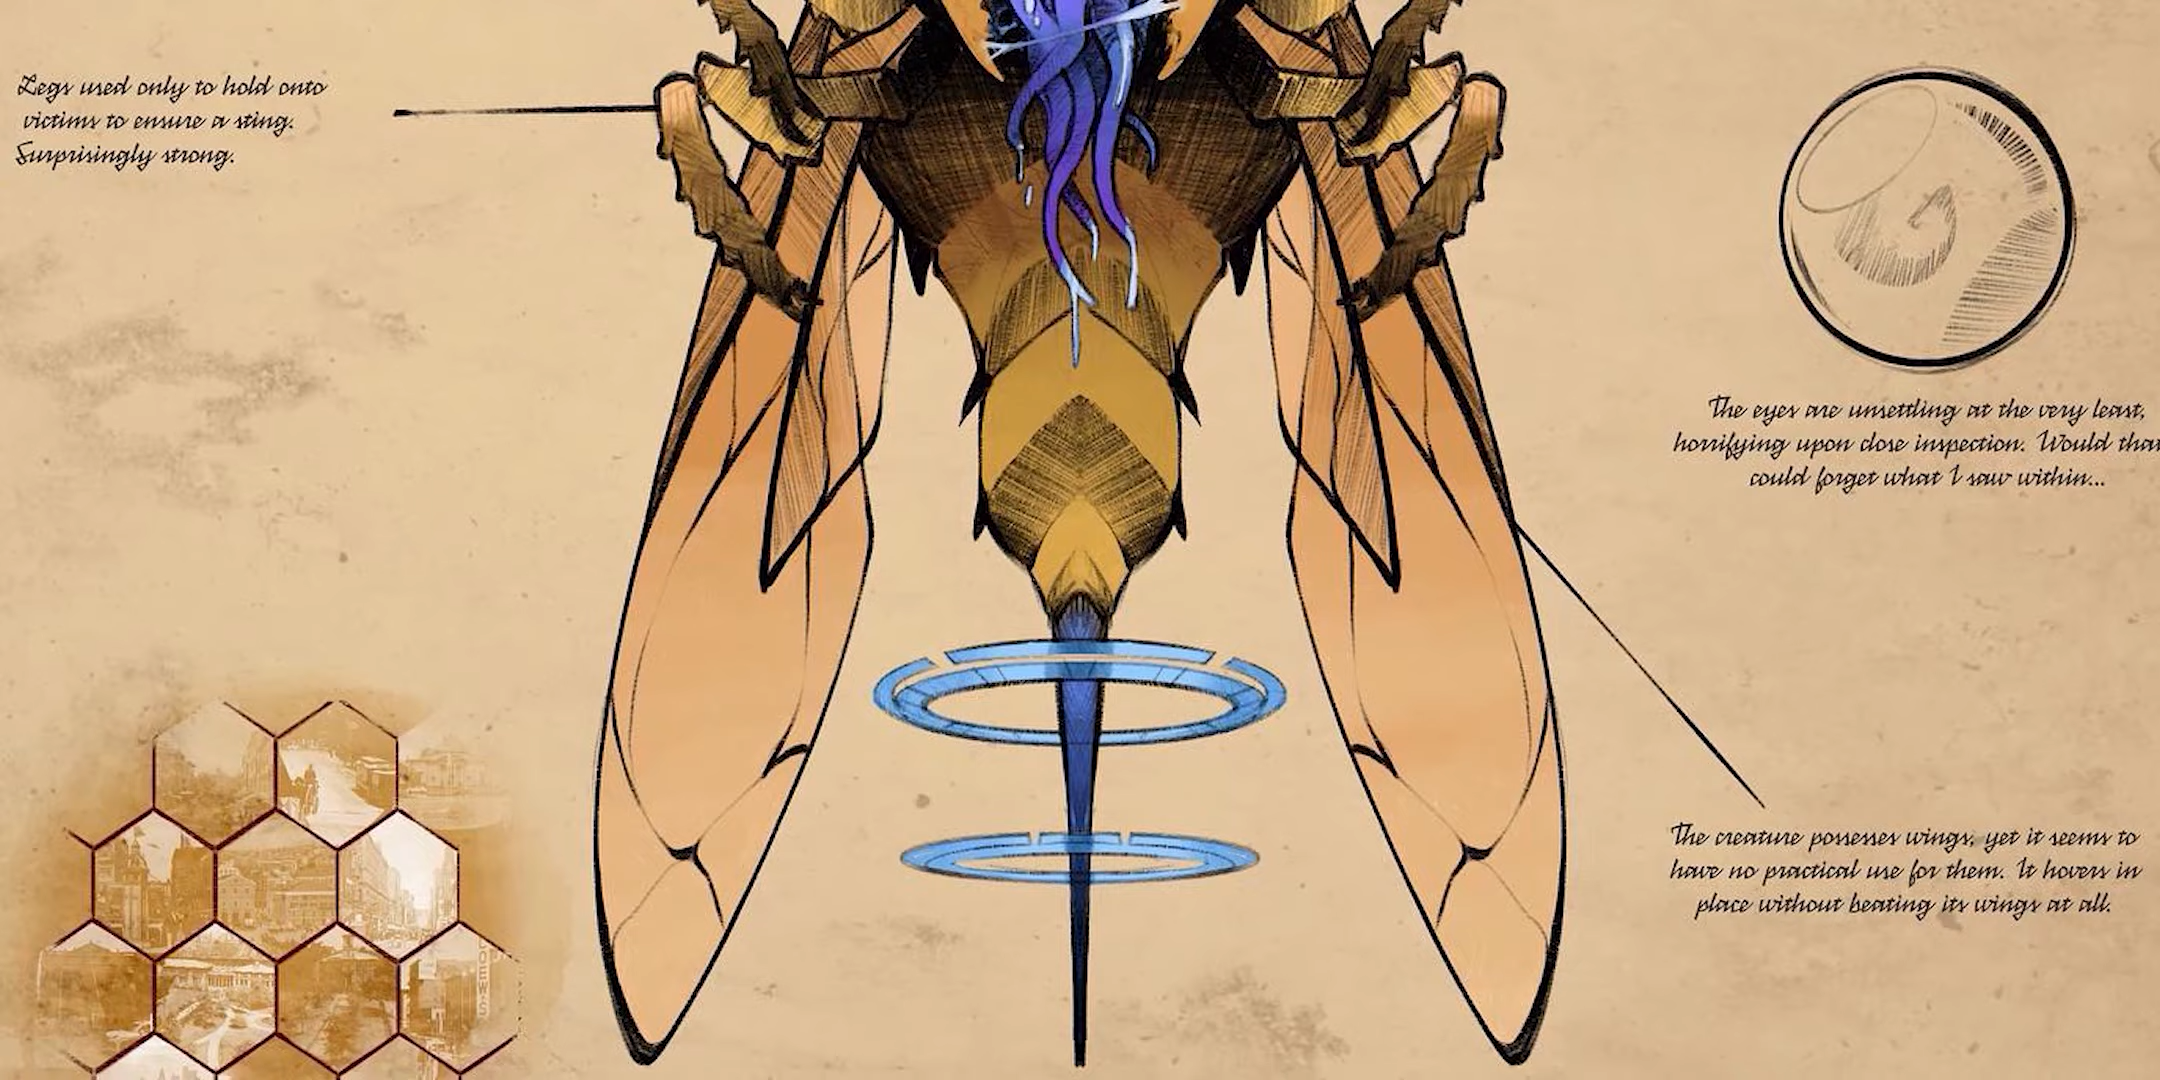 Legs used only to hold onto
victims to ensure a sting.
Surprisingly strong.
The eyes are unsettling at the very least,
horrifying upon close inspection. Would that
could forget what I saw within...
The creature possesses wings, yet it seems to
have no practical use for them. It hovers in
place without beating its wings at all.
LOEWS